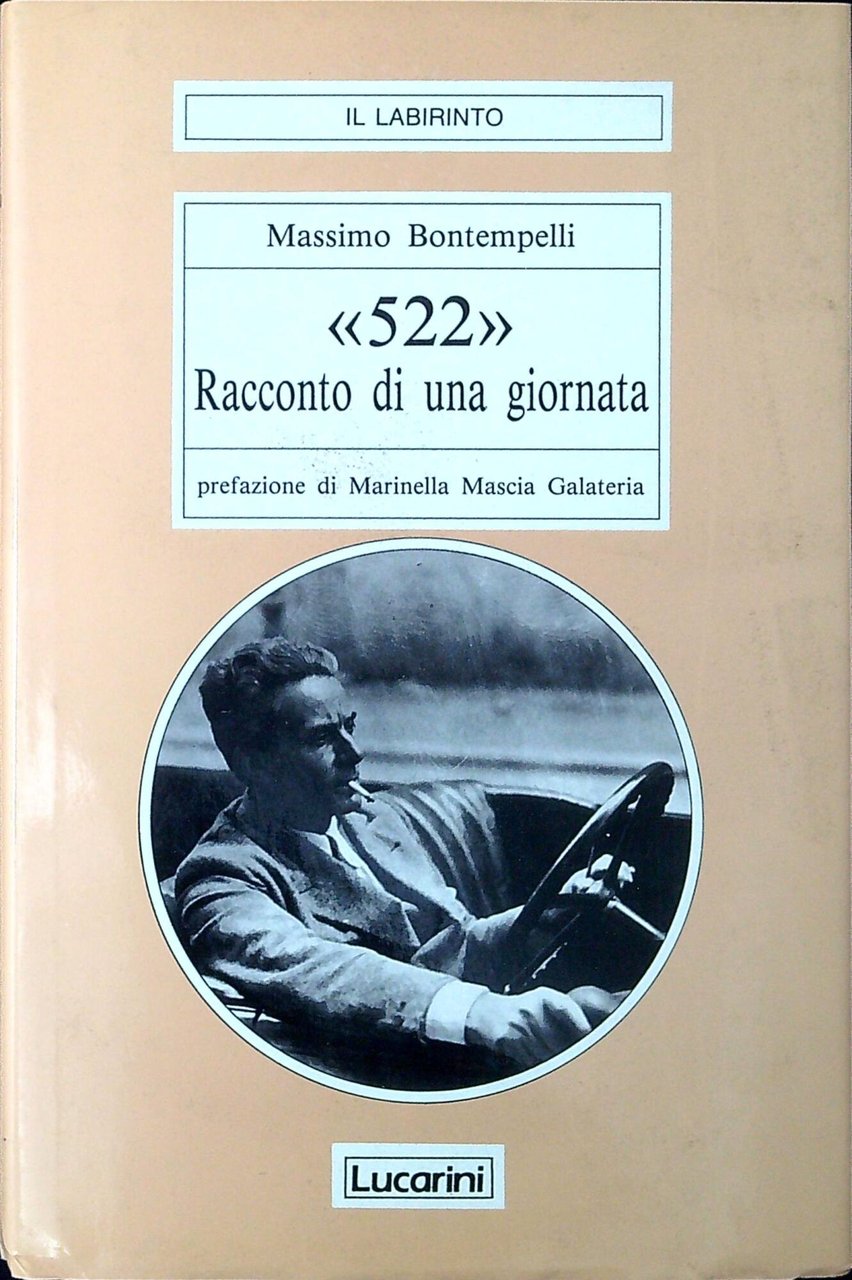 IL LABIRINTO
Massimo Bontempelli
«522»
Racconto di una giornata
prefazione di Marinella Mascia Galateria
Lucarini